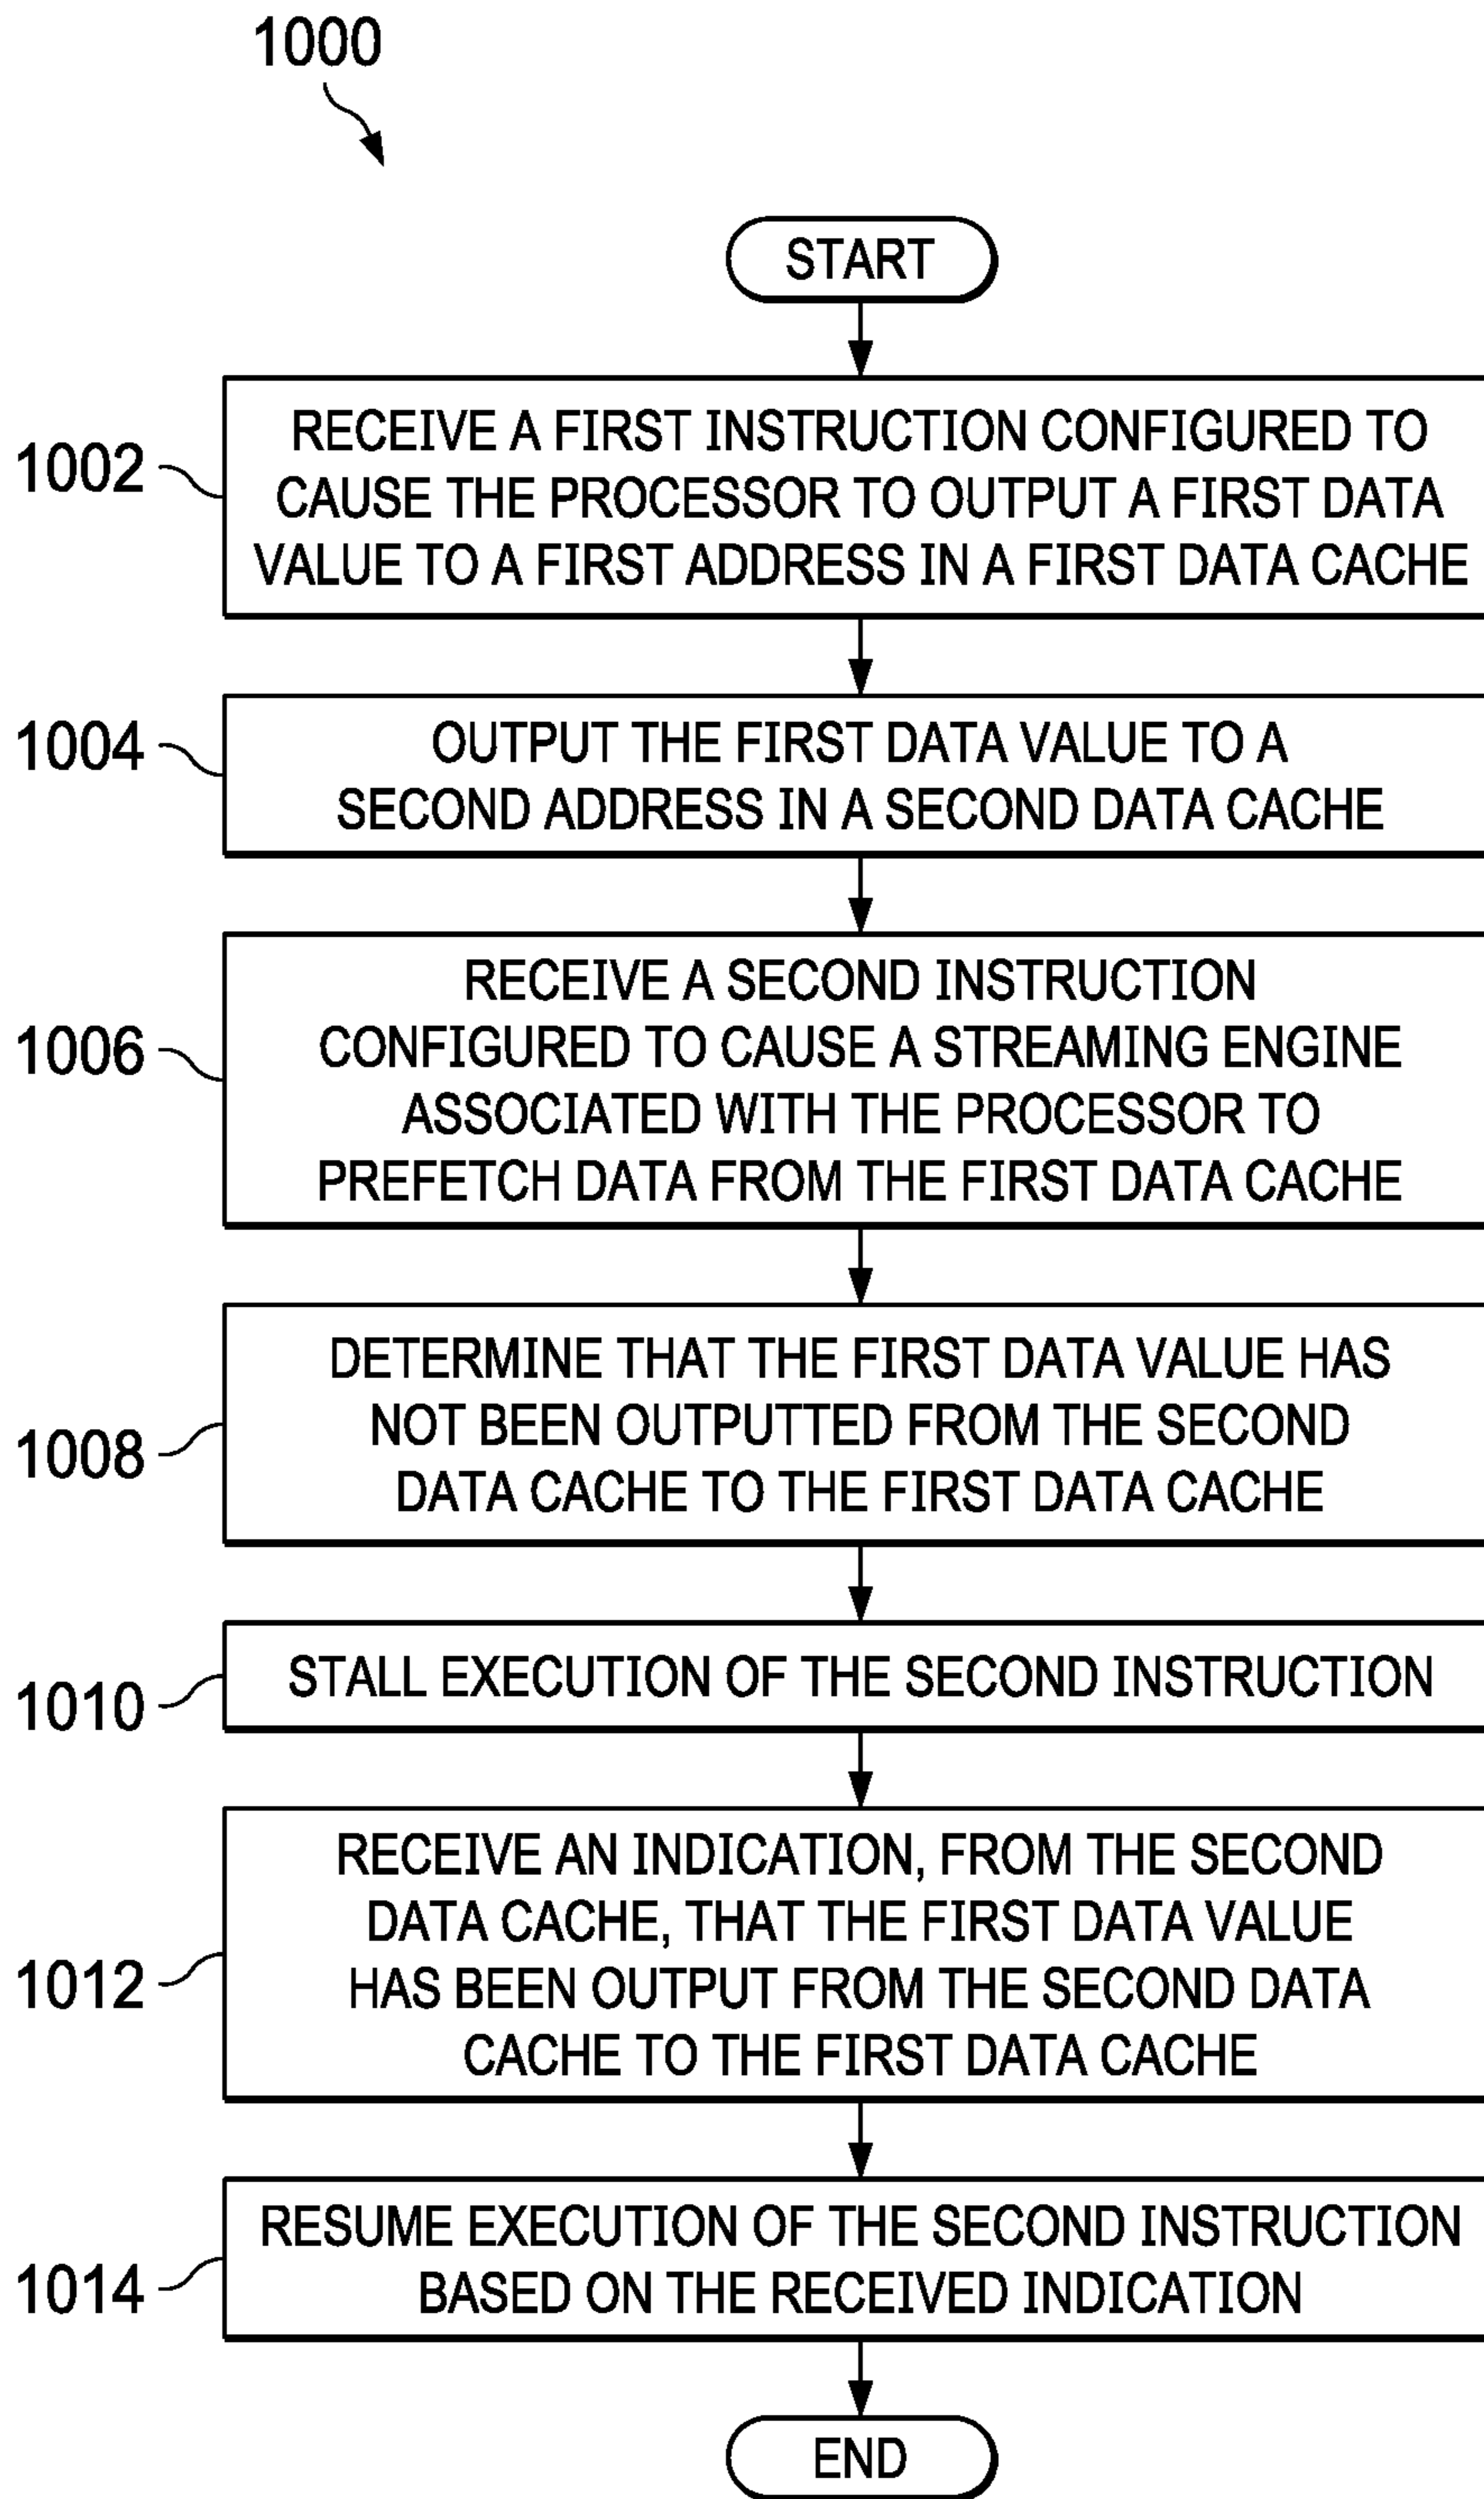 1000
START
1002
RECEIVE A FIRST INSTRUCTION CONFIGURED TO
CAUSE THE PROCESSOR TO OUTPUT A FIRST DATA
VALUE TO A FIRST ADDRESS IN A FIRST DATA CACHE
1004
OUTPUT THE FIRST DATA VALUE TO A
SECOND ADDRESS IN A SECOND DATA CACHE
1006
RECEIVE A SECOND INSTRUCTION
CONFIGURED TO CAUSE A STREAMING ENGINE
ASSOCIATED WITH THE PROCESSOR TO
PREFETCH DATA FROM THE FIRST DATA CACHE
1008
DETERMINE THAT THE FIRST DATA VALUE HAS
NOT BEEN OUTPUTTED FROM THE SECOND
DATA CACHE TO THE FIRST DATA CACHE
1010
STALL EXECUTION OF THE SECOND INSTRUCTION
1012
RECEIVE AN INDICATION, FROM THE SECOND
DATA CACHE, THAT THE FIRST DATA VALUE
HAS BEEN OUTPUT FROM THE SECOND DATA
CACHE TO THE FIRST DATA CACHE
1014
RESUME EXECUTION OF THE SECOND INSTRUCTION
BASED ON THE RECEIVED INDICATION
END